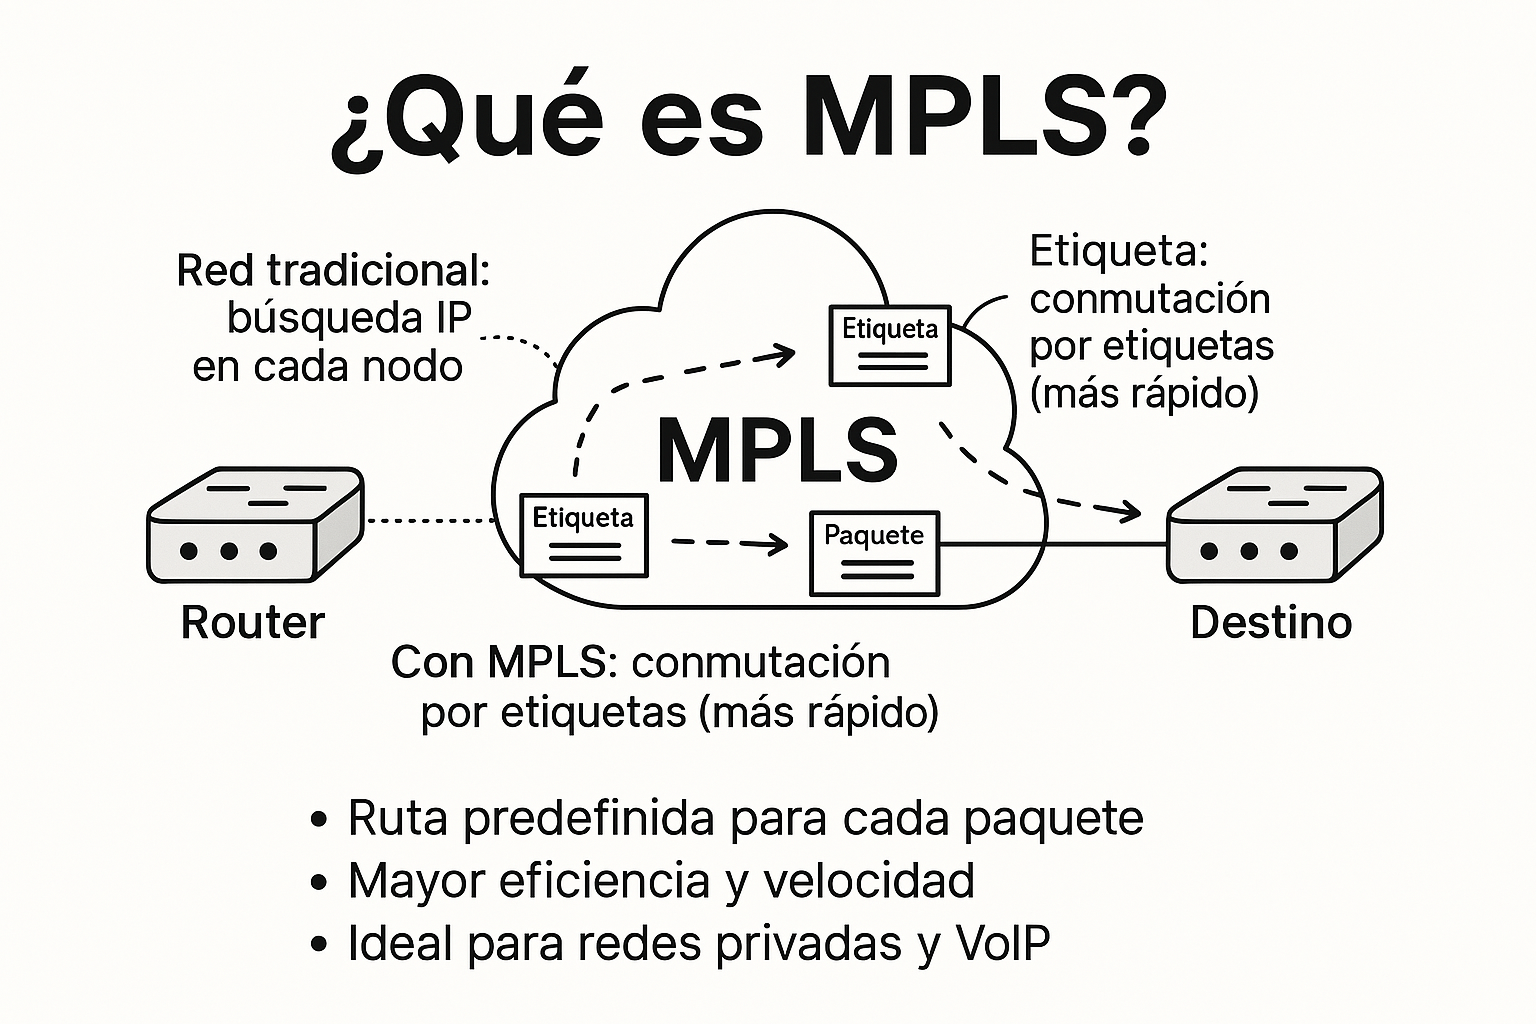 ¿Qué es MPLS?
Red tradicional:
búsqueda IP
en cada nodo
Etiqueta:
conmutación
por etiquetas
(más rápido)
Etiqueta
MPLS
Etiqueta
Paquete
Router
Destino
Con MPLS: conmutación
por etiquetas (más rápido)
• Ruta predefinida para cada paquete
• Mayor eficiencia y velocidad
• Ideal para redes privadas y VoIP